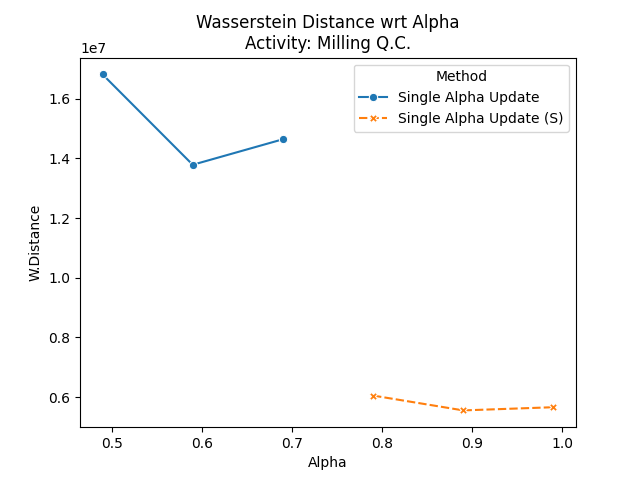 Wasserstein Distance wrt Alpha
Activity: Milling Q.C.
1e7
Method
Single Alpha Update
Single Alpha Update (S)
1.6
1.4
1.2
1.0
0.8
0.6
W.Distance
0.5 0.6 0.7 0.8 0.9 1.0
Alpha